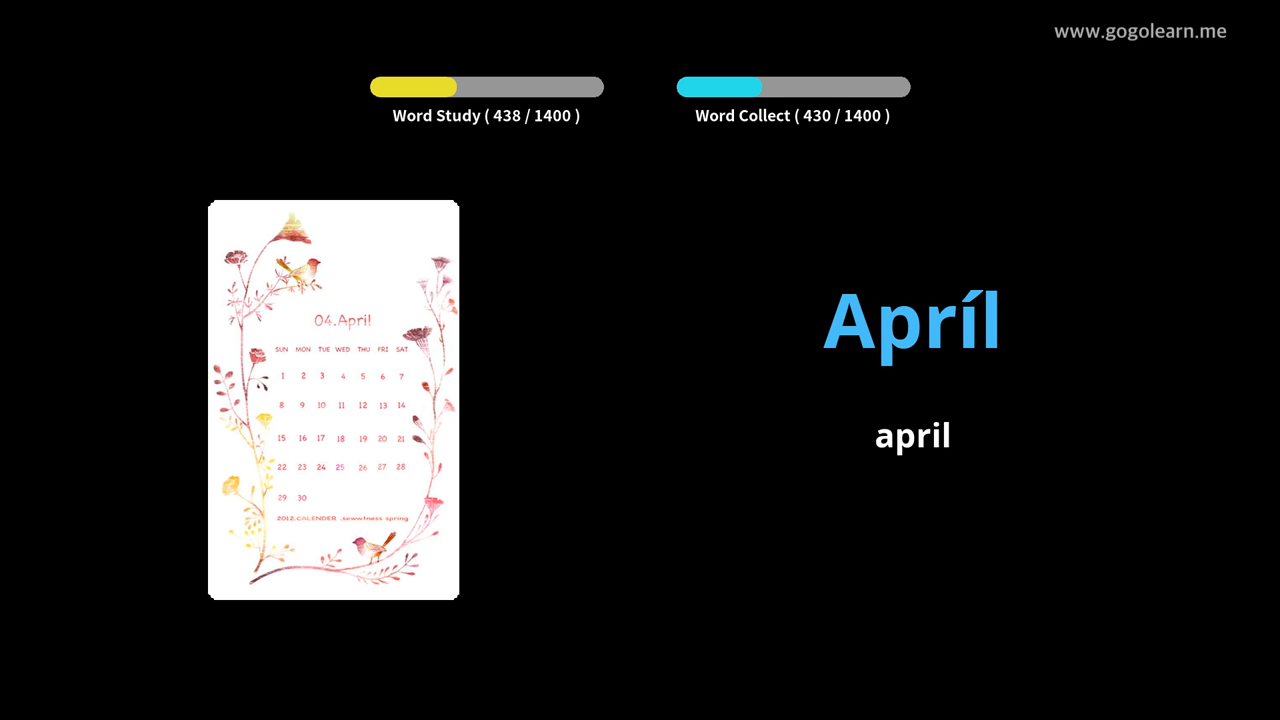 www.gogolearn.me
Word Study ( 438 / 1400 )
Word Collect ( 430 / 1400 )
04.April
SUN MON TUE WED THU FRI SAT
1 2 3 4 5 6 7
8 9 10 11 12 13 14
15 16 17 18 19 20 21
22 23 24 25 26 27 28
29 30
2012.CALENDER .sewwtness spring
Apríl
april